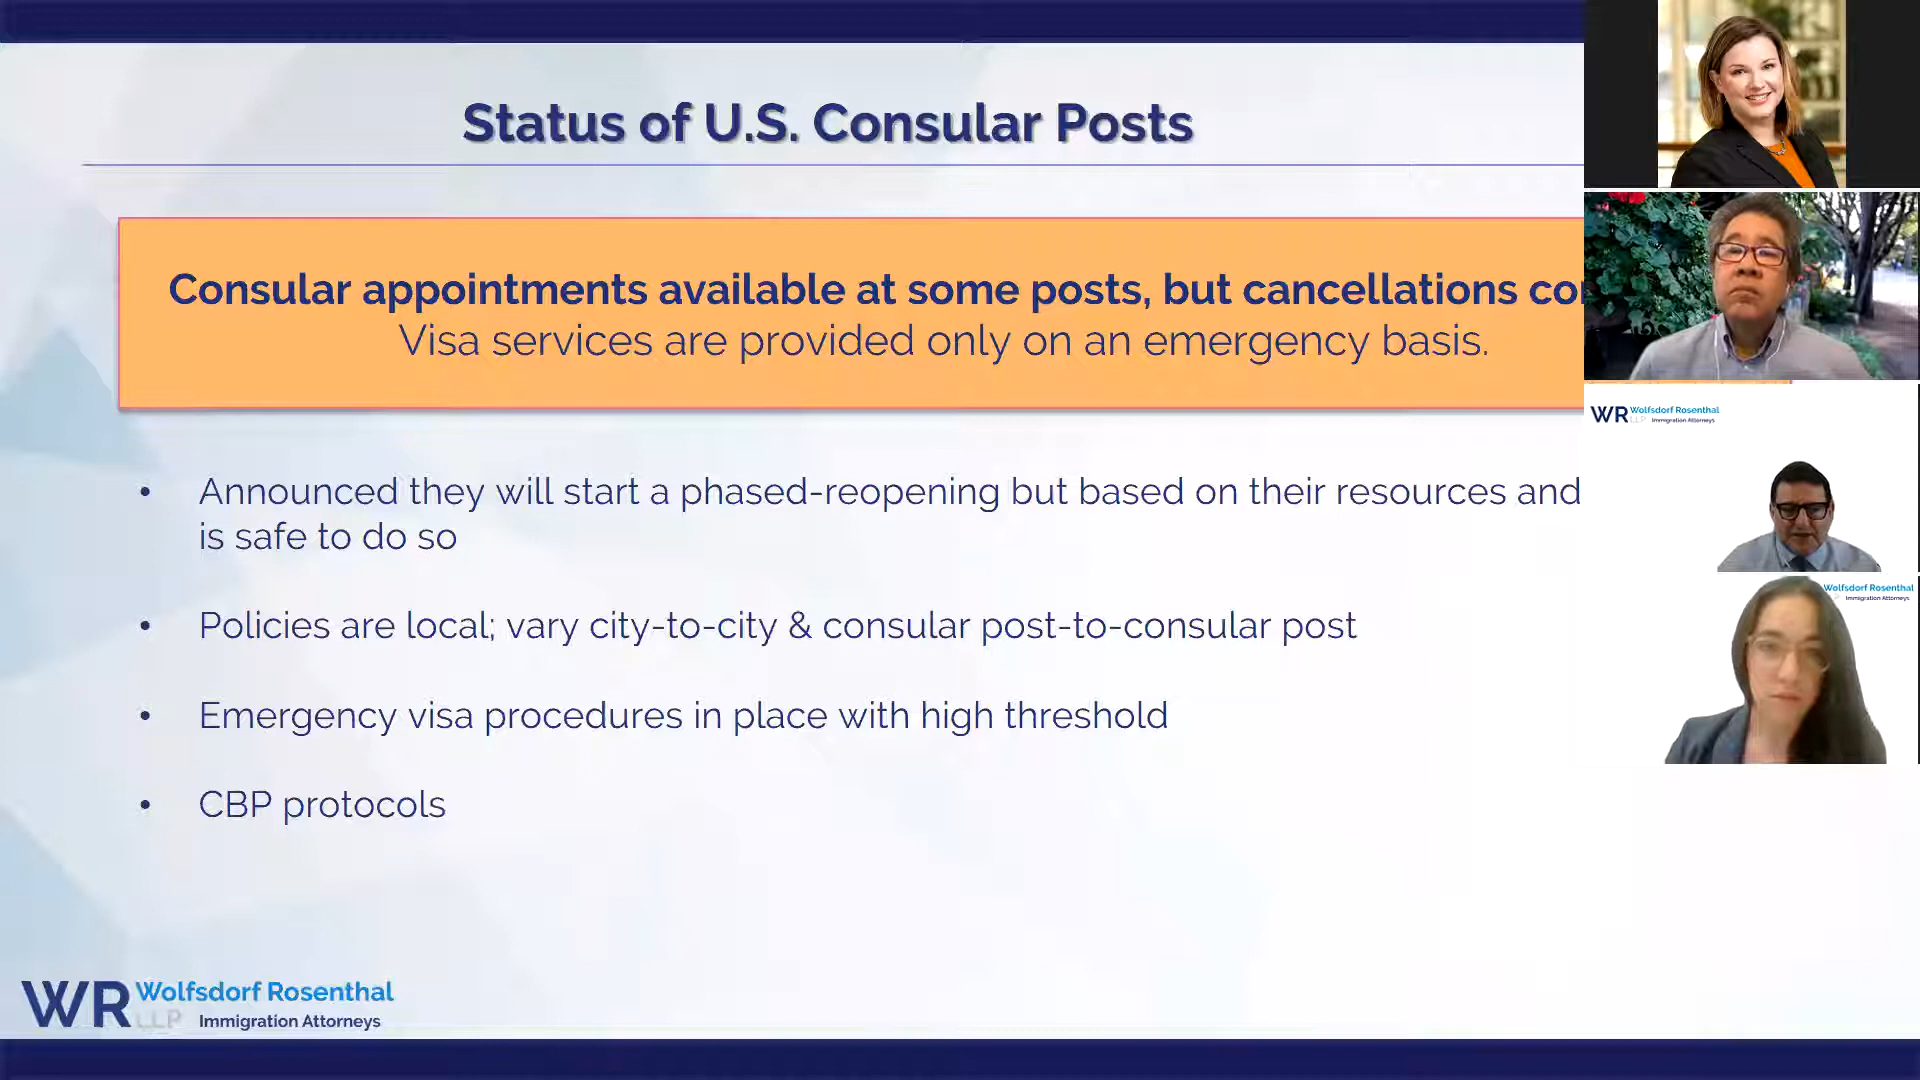 Status of U.S. Consular Posts
Consular appointments available at some posts, but cancellations
Visa services are provided only on an emergency basis.
• Announced they will start a phased-reopening but based on their resources and
is safe to do so
• Policies are local; vary city-to-city & consular post-to-consular post
• Emergency visa procedures in place with high threshold
• CBP protocols
WR Wolfsdorf Rosenthal
LLP Immigration Attorneys
WR Wolfsdorf Rosenthal
LLP Immigration Attorneys
Wolfsdorf Rosenthal
Immigration Attorneys